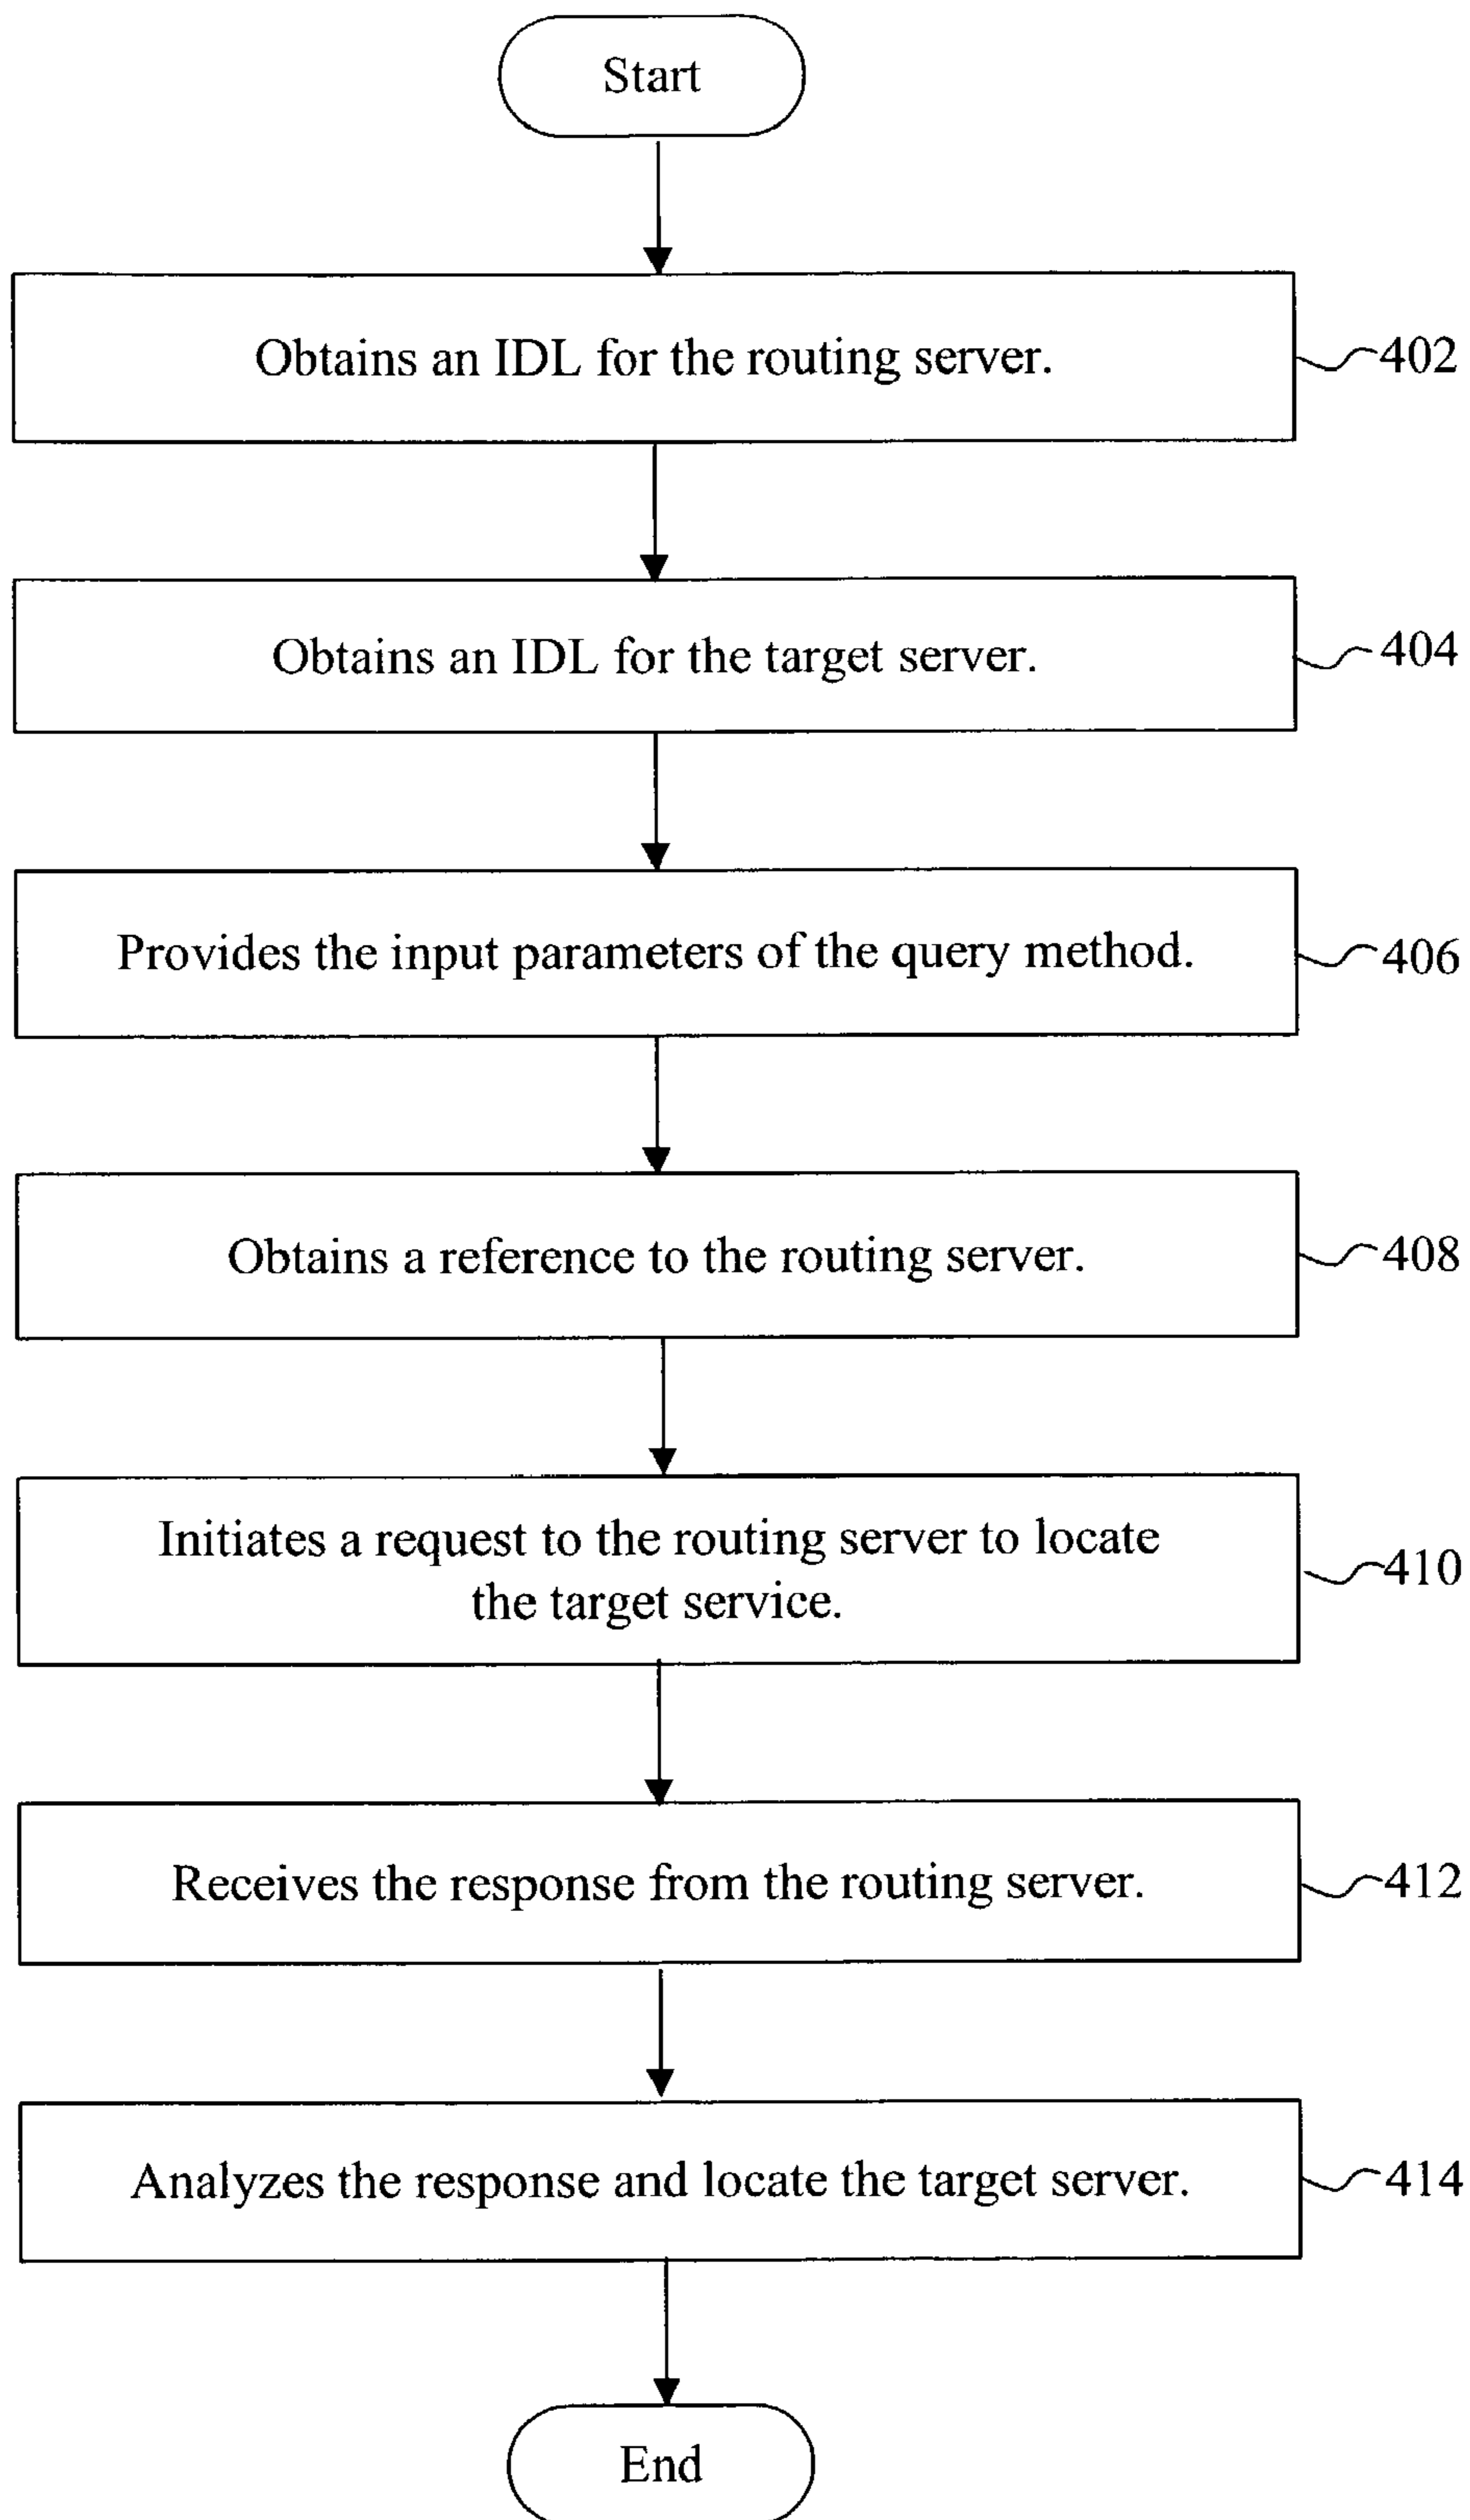 Start
Obtains an IDL for the routing server.
402
Obtains an IDL for the target server.
404
Provides the input parameters of the query method.
406
Obtains a reference to the routing server.
408
Initiates a request to the routing server to locate
the target service.
410
Receives the response from the routing server.
412
Analyzes the response and locate the target server.
414
End